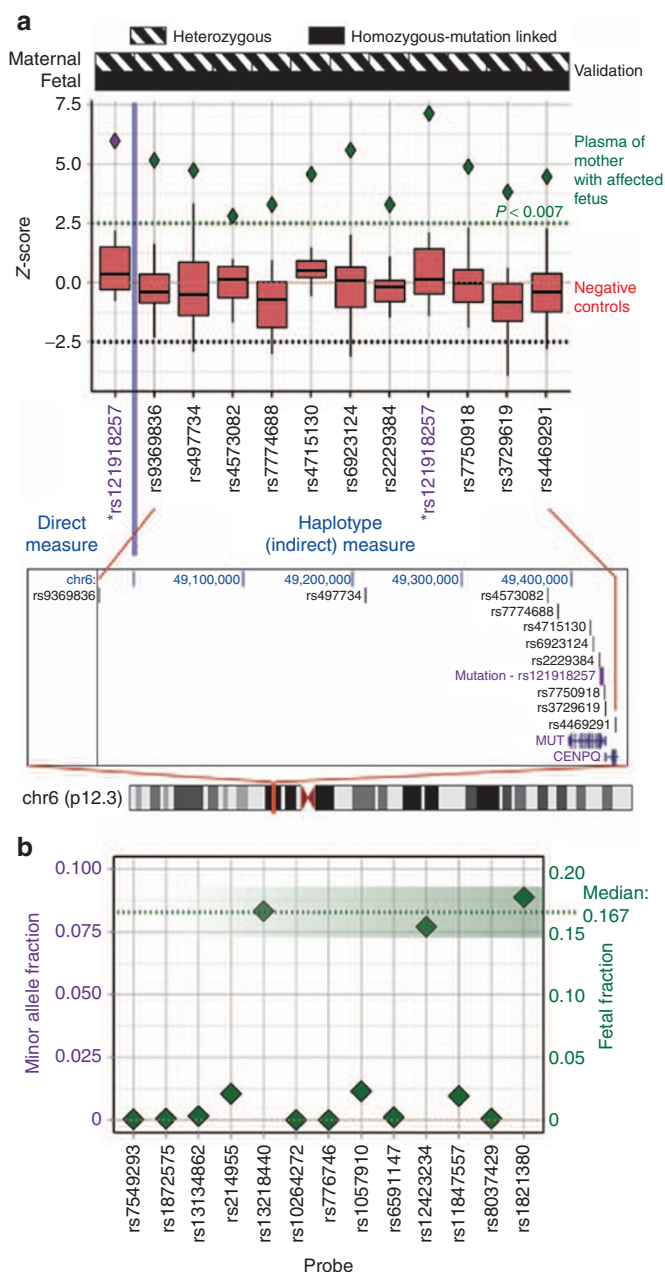 a
Heterozygous
Homozygous-mutation linked
Maternal
Fetal
Validation
7.5
5.0
2.5
0.0
−2.5
Z-score
Plasma of
mother
with affected
fetus
P < 0.007
Negative
controls
*rs121918257
rs9369836
rs497734
rs4573082
rs7774688
rs4715130
rs6923124
rs2229384
*rs121918257
rs7750918
rs3729619
rs4469291
Direct
measure
Haplotype
(indirect) measure
chr6:
49,100,000
49,200,000
49,300,000
49,400,000
rs9369836
rs497734
rs4573082
rs7774688
rs4715130
rs6923124
rs2229384
Mutation - rs121918257
rs7750918
rs3729619
rs4469291
MUT
CENPQ
chr6 (p12.3)
b
0.100
0.075
0.050
0.025
0
Minor allele fraction
0.20
0.15
0.10
0.05
0
Fetal fraction
Median:
0.167
rs7549293
rs1872575
rs13134862
rs214955
rs13218440
rs10264272
rs776746
rs1057910
rs6591147
rs12423234
rs11847557
rs8037429
rs1821380
Probe